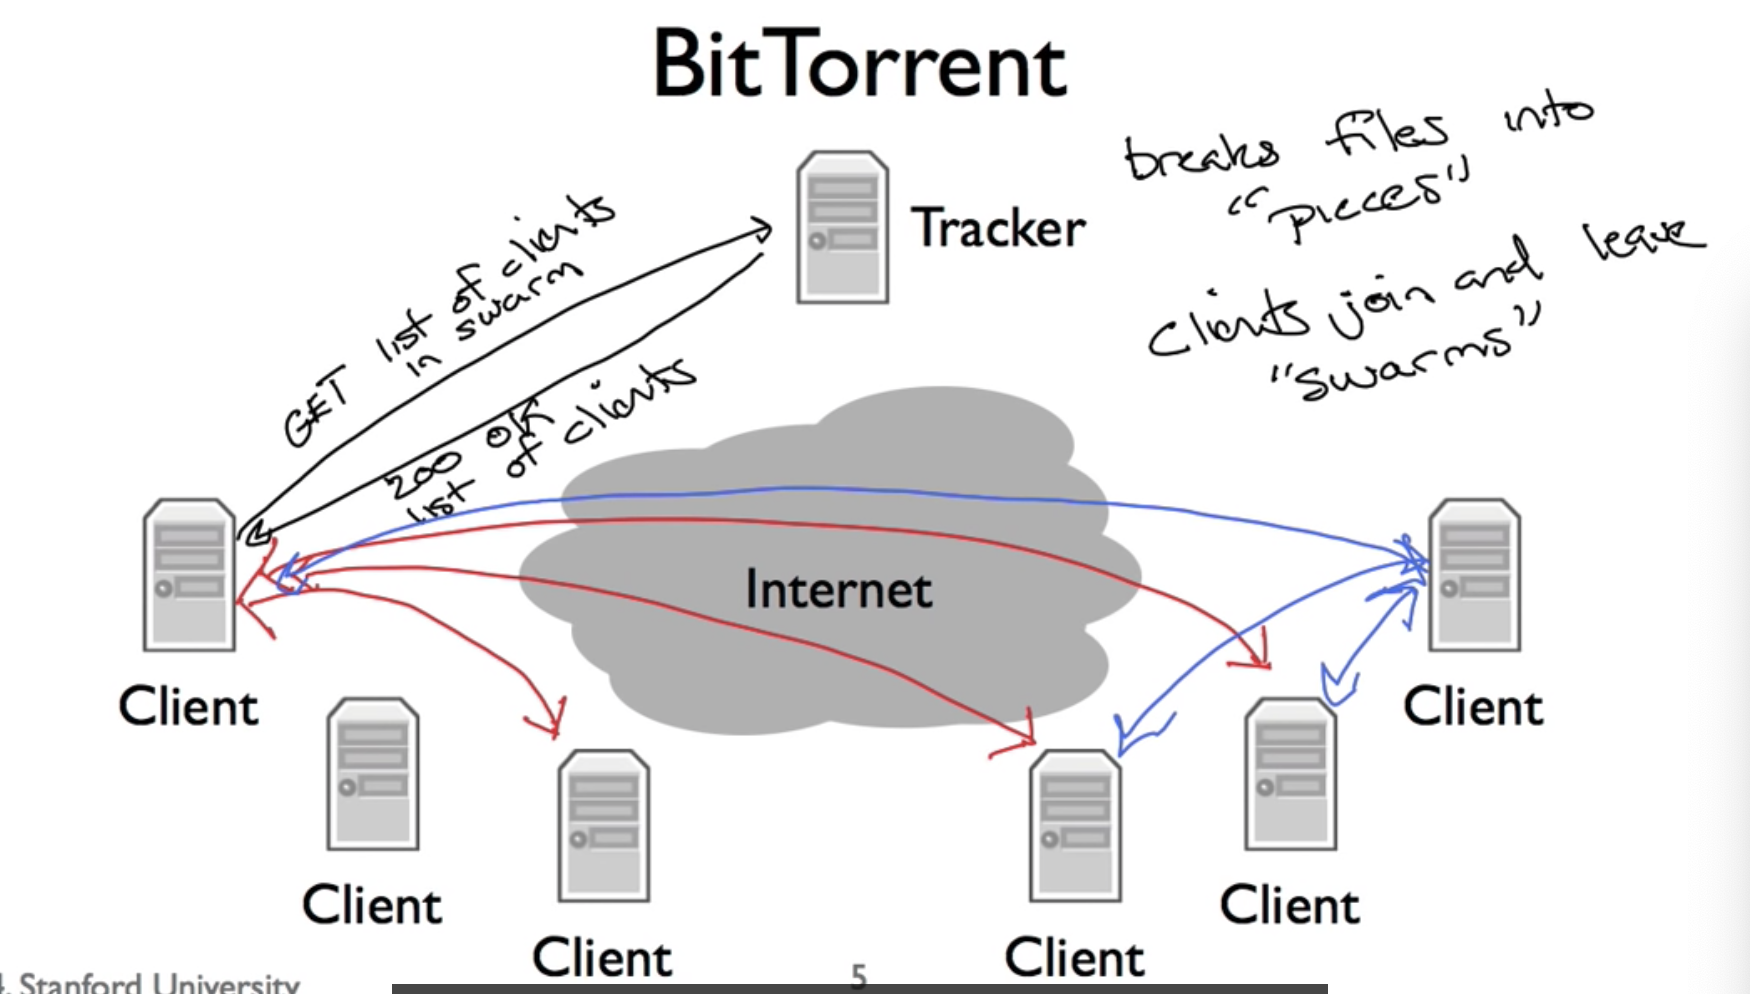 BitTorrent
breaks files into
"pieces"
Tracker
clients join and leave
"swarms"
GET list of clients
in swarm
200 OK
list of clients
Internet
Client
Client
Client
Client
Client
Client
5
4, Stanford University